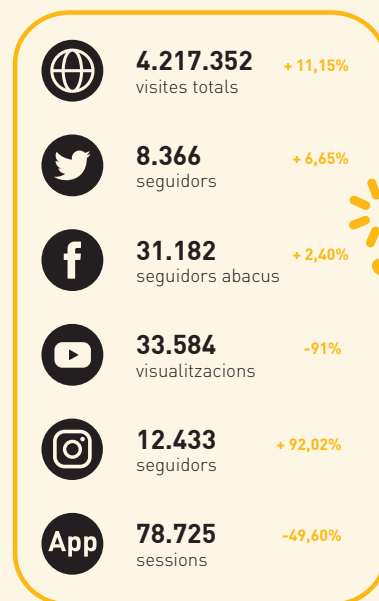 4.217.352 + 11,15%
visites totals
8.366 + 6,65%
seguidors
31.182 + 2,40%
seguidors abacus
33.584 -91%
visualitzacions
12.433 + 92,02%
seguidors
App 78.725 -49,60%
sessions